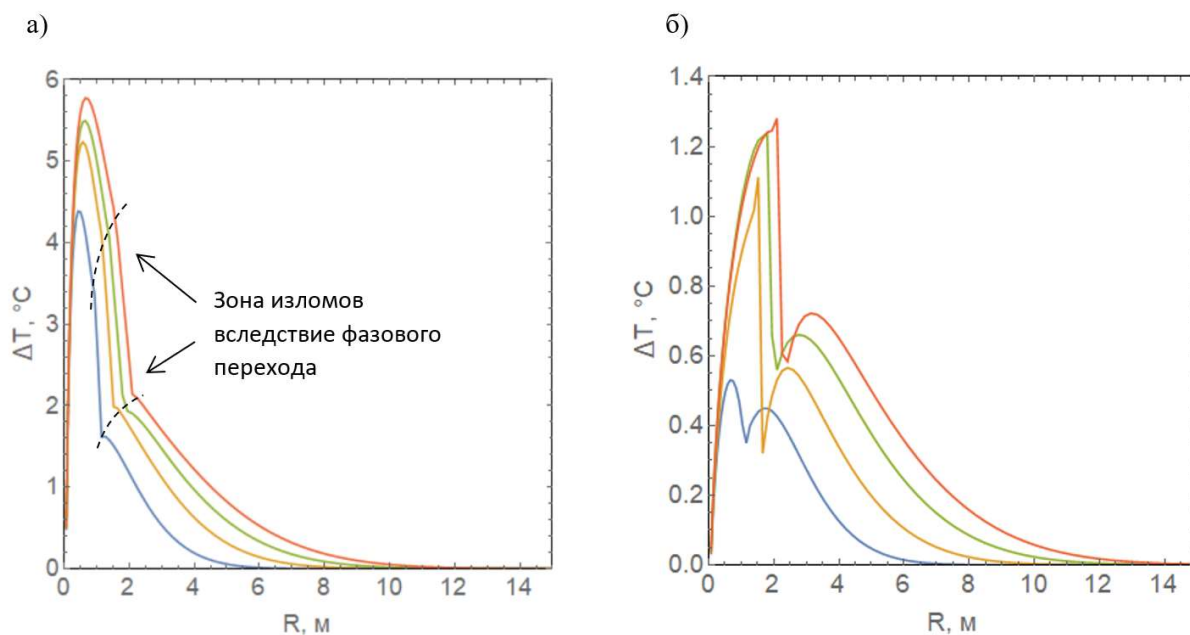 а)
б)
6
5
4
3
2
1
0
ΔT, °C
0 2 4 6 8 10 12 14
R, м
Зона изломов
вследствие фазового
перехода
1.4
1.2
1.0
0.8
0.6
0.4
0.2
0.0
ΔT, °C
0 2 4 6 8 10 12 14
R, м